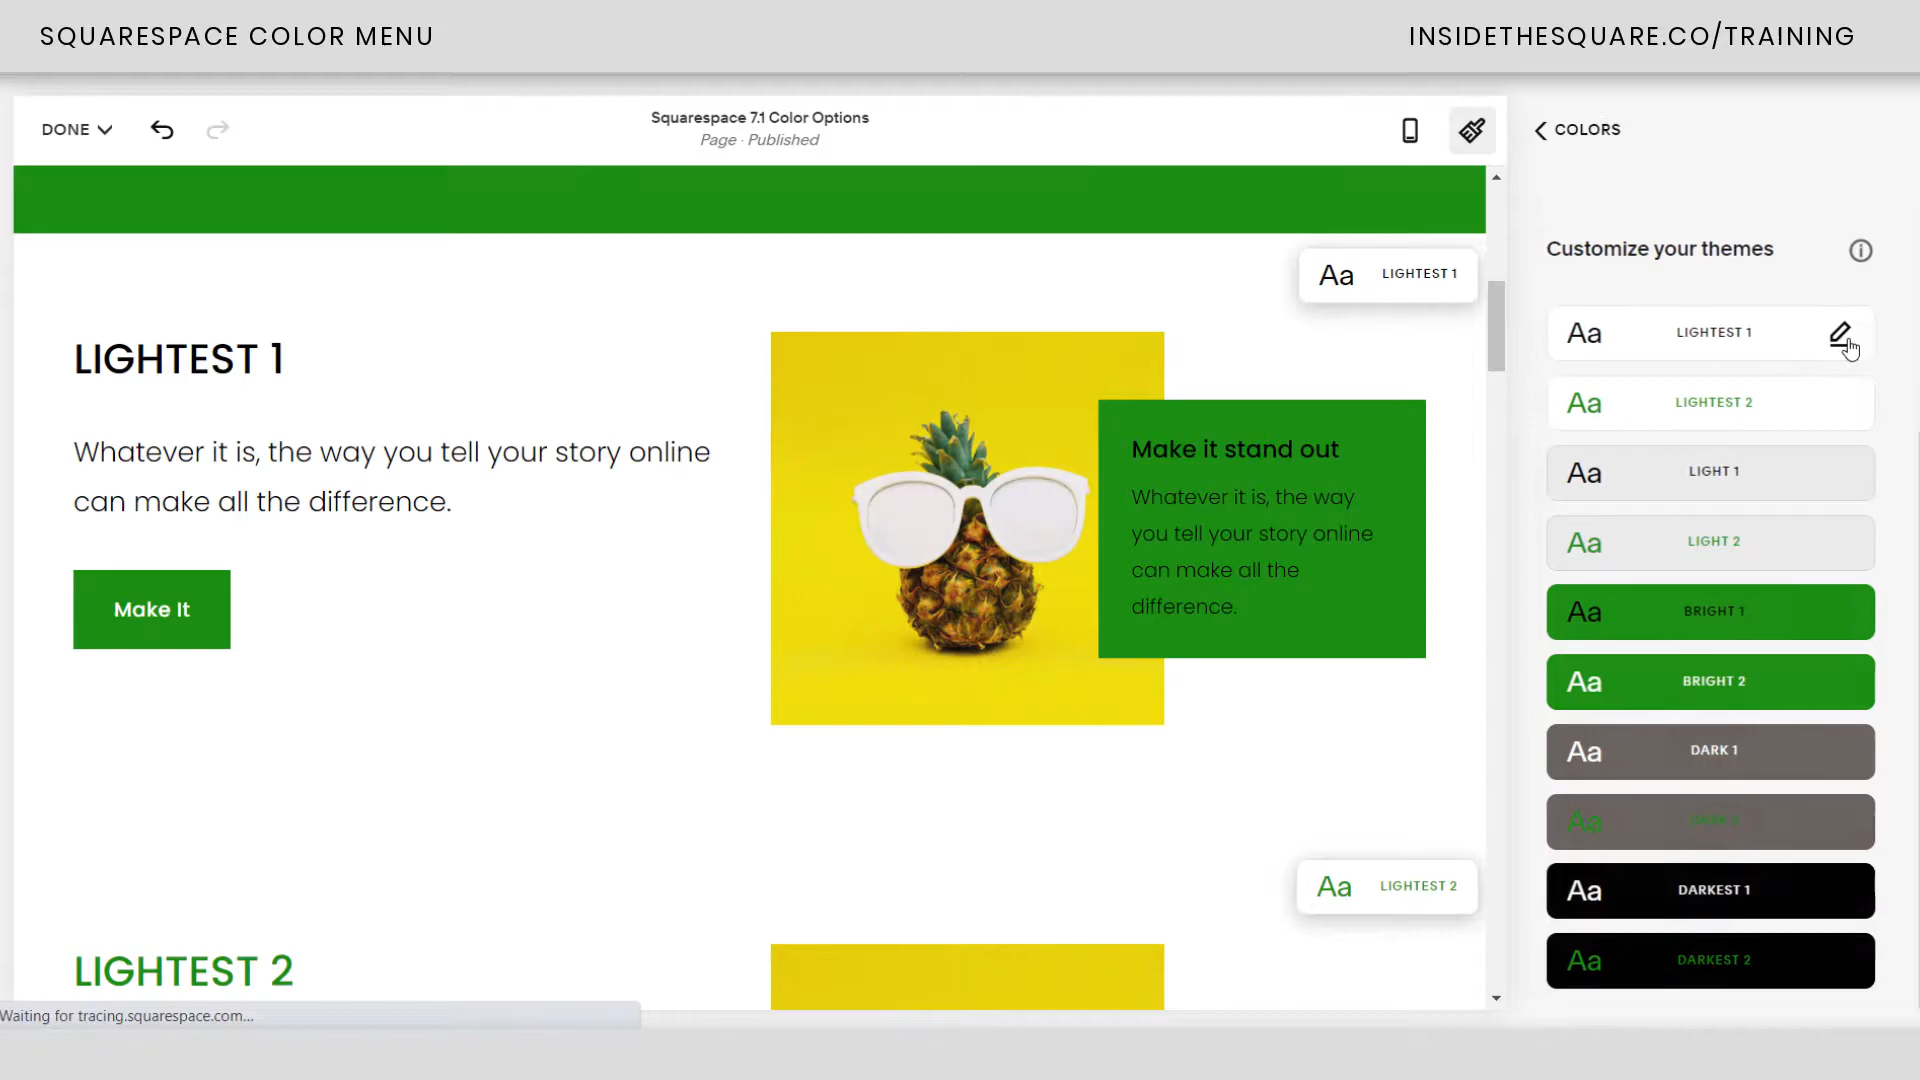 SQUARESPACE COLOR MENU
INSIDETHESQUARE.CO/TRAINING
DONE
Squarespace 7.1 Color Options
Page · Published
COLORS
Customize your themes
Aa LIGHTEST 1
LIGHTEST 1
Whatever it is, the way you tell your story online
can make all the difference.
Make It
Make it stand out
Whatever it is, the way
you tell your story online
can make all the
difference.
Aa LIGHTEST 2
LIGHTEST 2
Aa LIGHTEST 1
Aa LIGHTEST 2
Aa LIGHT 1
Aa LIGHT 2
Aa BRIGHT 1
Aa BRIGHT 2
Aa DARK 1
Aa DARK 2
Aa DARKEST 1
Aa DARKEST 2
Waiting for tracing.squarespace.com...